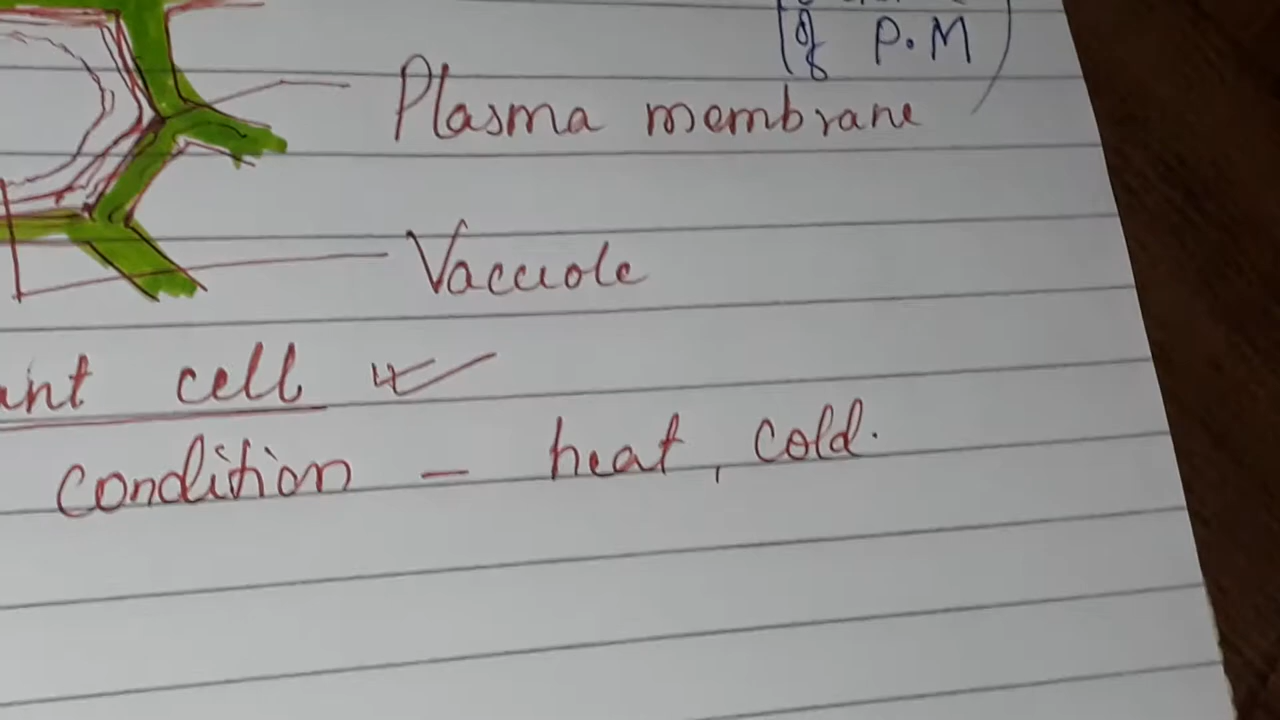 of P.M
Plasma membrane
Vacuole
ant cell
condition - heat, cold.